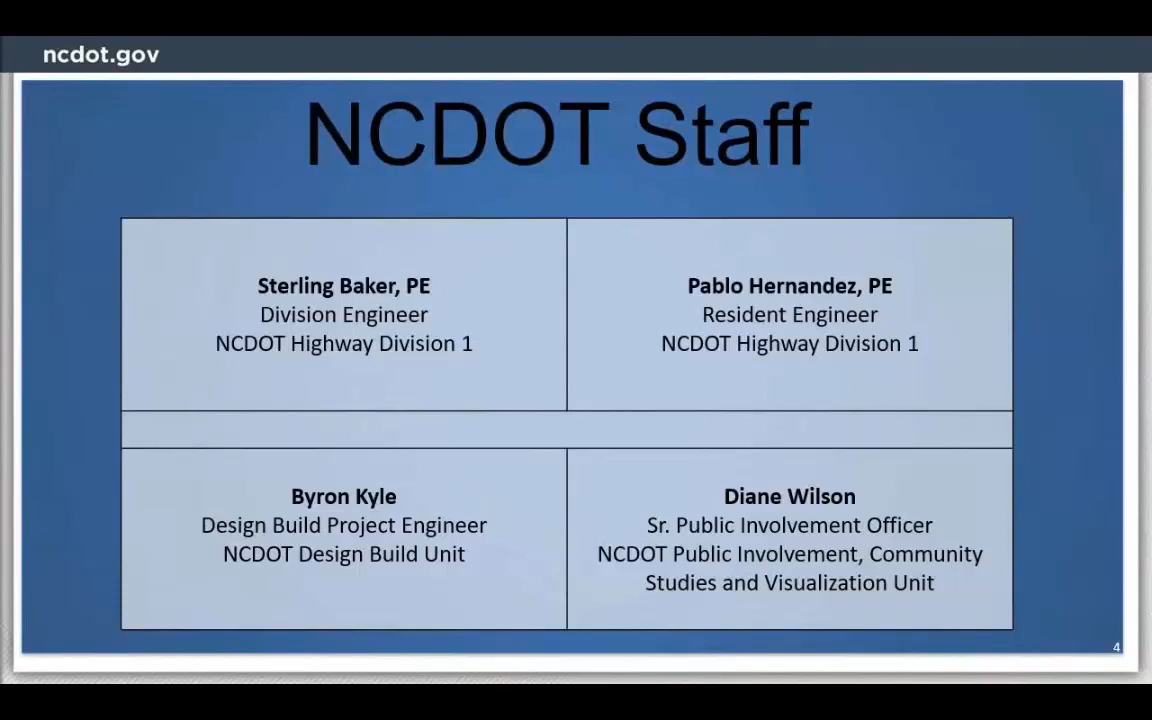 ncdot.gov
NCDOT Staff
Sterling Baker, PE
Division Engineer
NCDOT Highway Division 1
Pablo Hernandez, PE
Resident Engineer
NCDOT Highway Division 1
Byron Kyle
Design Build Project Engineer
NCDOT Design Build Unit
Diane Wilson
Sr. Public Involvement Officer
NCDOT Public Involvement, Community
Studies and Visualization Unit
4